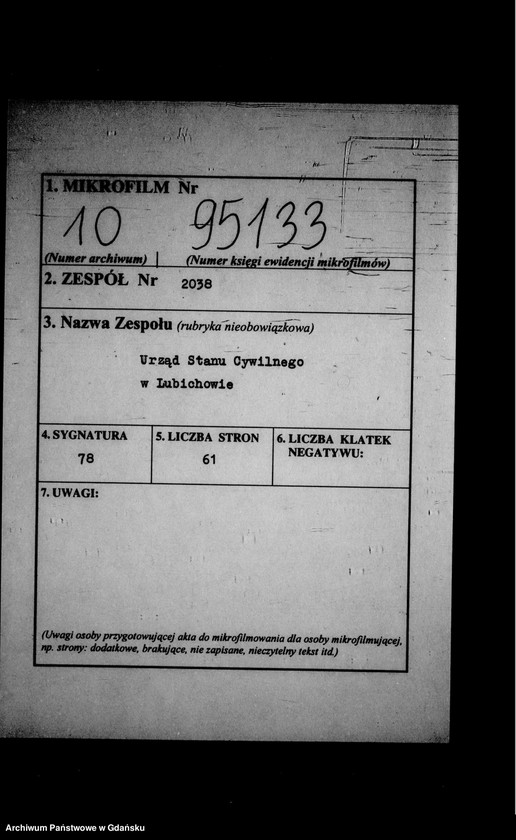 1. MIKROFILM Nr
10 95133
(Numer archiwum) (Numer księgi ewidencji mikrofilmów)
2. ZESPÓŁ Nr 2038
3. Nazwa Zespołu (rubryka nieobowiązkowa)
Urząd Stanu Cywilnego
w Lubichowie
4. SYGNATURA 5. LICZBA STRON 6. LICZBA KLATEK
NEGATYWU:
78 61
7. UWAGI:
(Uwagi osoby przygotowującej akta do mikrofilmowania dla osoby mikrofilmującej,
np. strony: dodatkowe, brakujące, nie zapisane, nieczytelny tekst itd.)
Archiwum Państwowe w Gdańsku